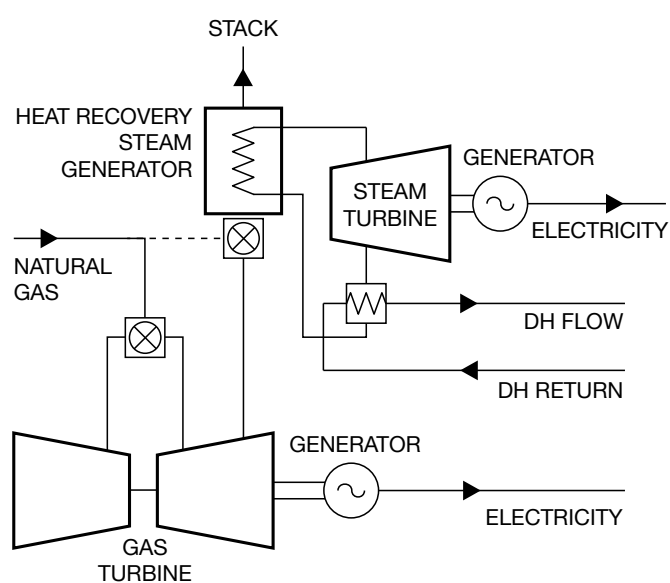 STACK
HEAT RECOVERY
STEAM
GENERATOR
GENERATOR
STEAM
TURBINE
ELECTRICITY
NATURAL
GAS
DH FLOW
DH RETURN
GENERATOR
ELECTRICITY
GAS
TURBINE